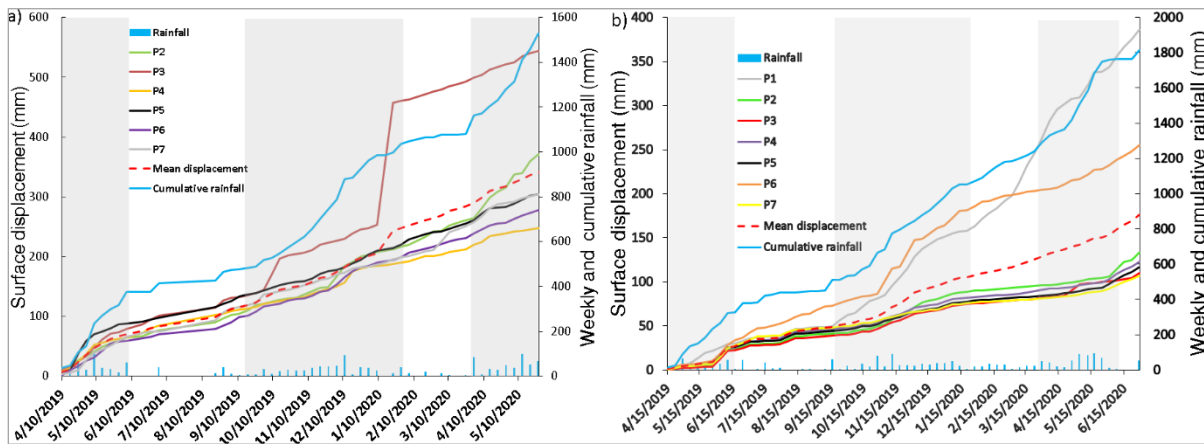 a)
Surface displacement (mm)
600
500
400
300
200
100
0
Rainfall
P2
P3
P4
P5
P6
P7
Mean displacement
Cumulative rainfall
1600
1400
1200
1000
800
600
400
200
0
Weekly and cumulative rainfall (mm)
4/10/2019
5/10/2019
6/10/2019
7/10/2019
8/10/2019
9/10/2019
10/10/2019
11/10/2019
12/10/2019
1/10/2020
2/10/2020
3/10/2020
4/10/2020
5/10/2020
b)
Surface displacement (mm)
400
350
300
250
200
150
100
50
0
Rainfall
P1
P2
P3
P4
P5
P6
P7
Mean displacement
Cumulative rainfall
2000
1800
1600
1400
1200
1000
800
600
400
200
0
Weekly and cumulative rainfall (mm)
4/15/2019
5/15/2019
6/15/2019
7/15/2019
8/15/2019
9/15/2019
10/15/2019
11/15/2019
12/15/2019
1/15/2020
2/15/2020
3/15/2020
4/15/2020
5/15/2020
6/15/2020